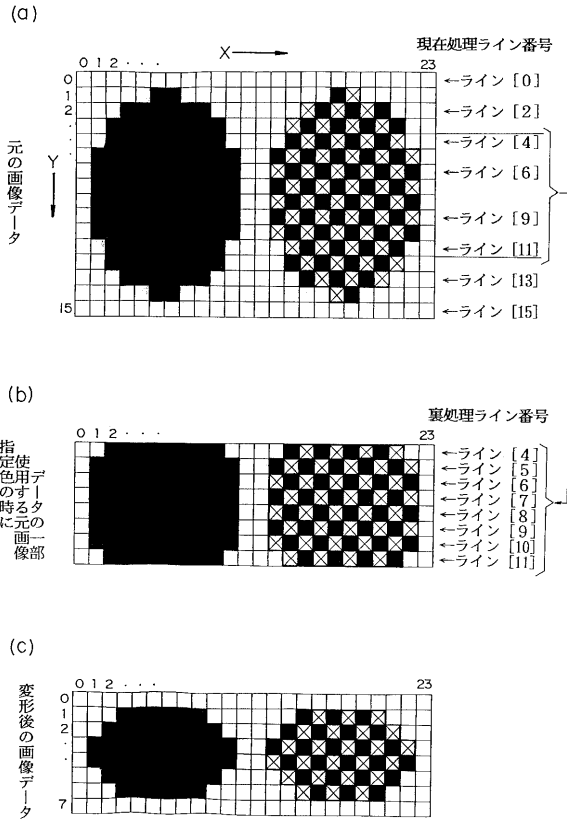 (a)
現在処理ライン番号
X
0 1 2 · · · 23
0
1
2
·
·
15
Y
元の画像データ
←ライン [0]
←ライン [2]
←ライン [4]
←ライン [6]
←ライン [9]
←ライン [11]
←ライン [13]
←ライン [15]
(b)
裏処理ライン番号
0 1 2 · · · 23
指定色の時に
使用する元画像
データの一部
←ライン [4]
←ライン [5]
←ライン [6]
←ライン [7]
←ライン [8]
←ライン [9]
←ライン [10]
←ライン [11]
(c)
0 1 2 · · · 23
0
1
2
·
·
7
変形後の画像データ